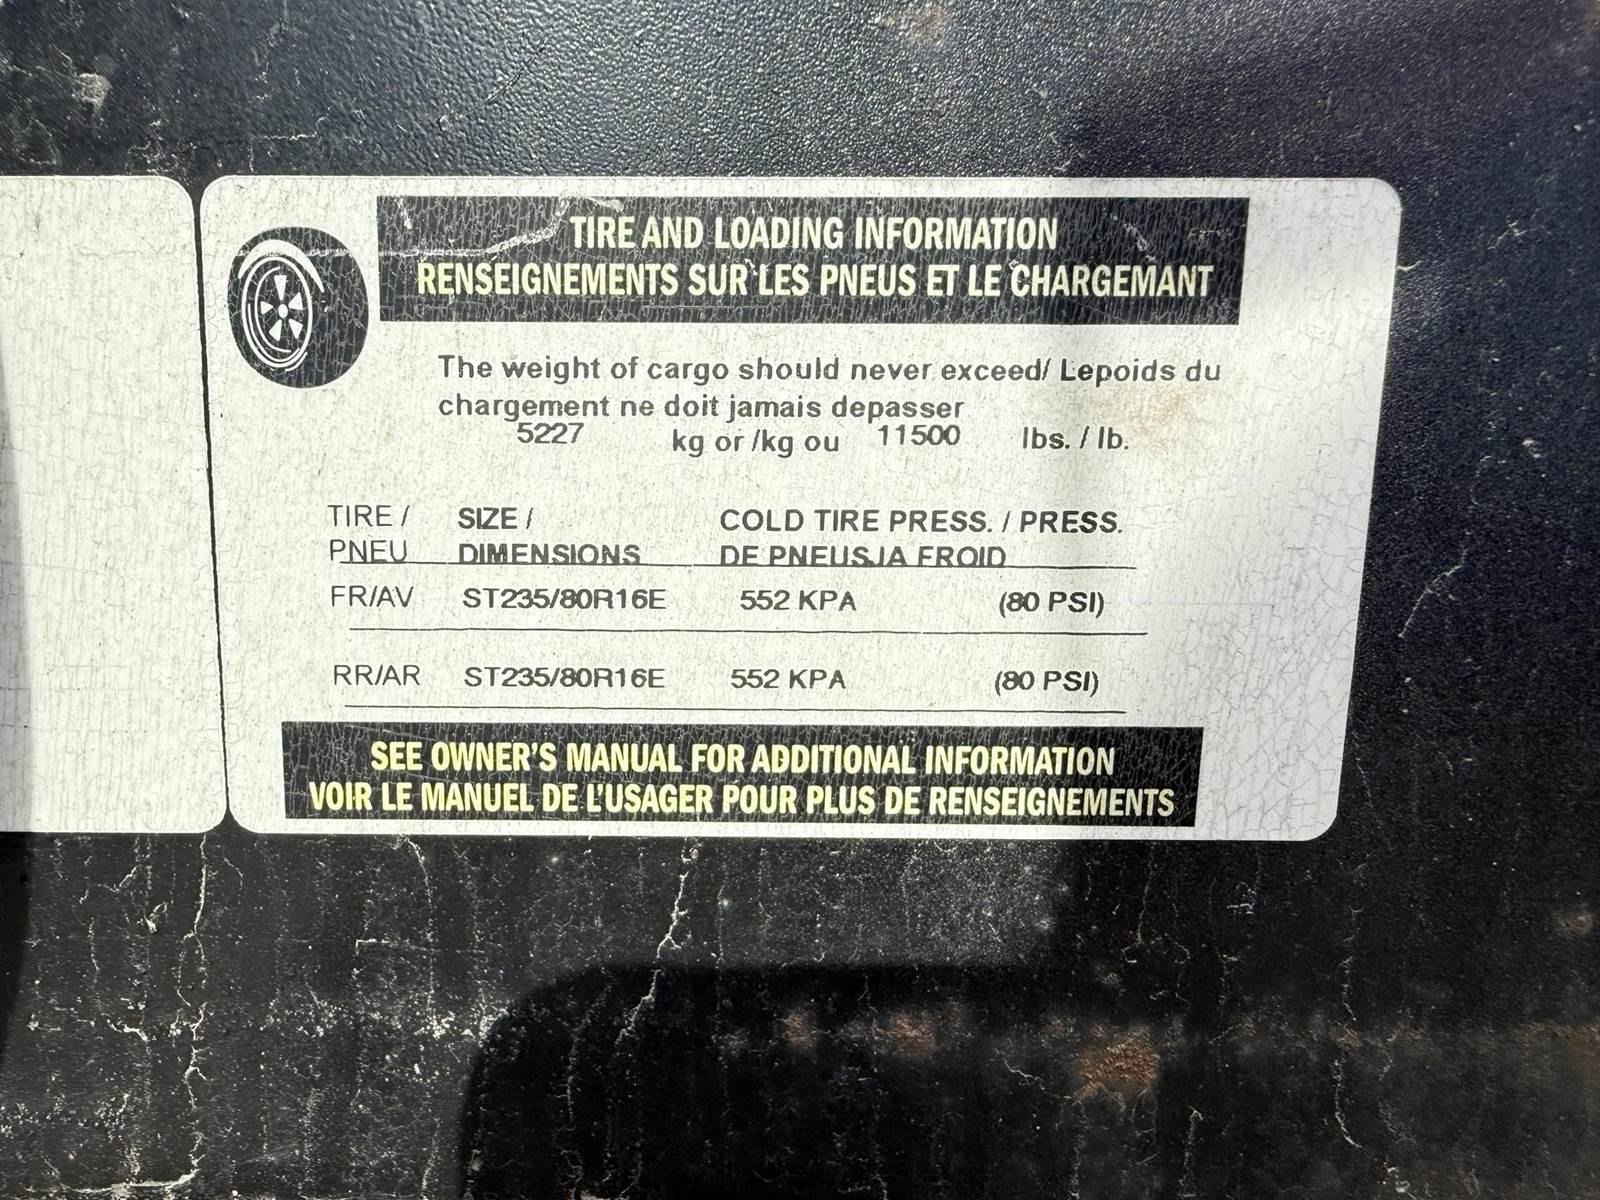 TIRE AND LOADING INFORMATION
RENSEIGNEMENTS SUR LES PNEUS ET LE CHARGEMANT
The weight of cargo should never exceed/ Lepoids du
chargement ne doit jamais depasser
5227 kg or /kg ou 11500 lbs. / lb.
TIRE / SIZE / COLD TIRE PRESS. / PRESS.
PNEU DIMENSIONS DE PNEUSJA FROID
FR/AV ST235/80R16E 552 KPA (80 PSI)
RR/AR ST235/80R16E 552 KPA (80 PSI)
SEE OWNER'S MANUAL FOR ADDITIONAL INFORMATION
VOIR LE MANUEL DE L'USAGER POUR PLUS DE RENSEIGNEMENTS